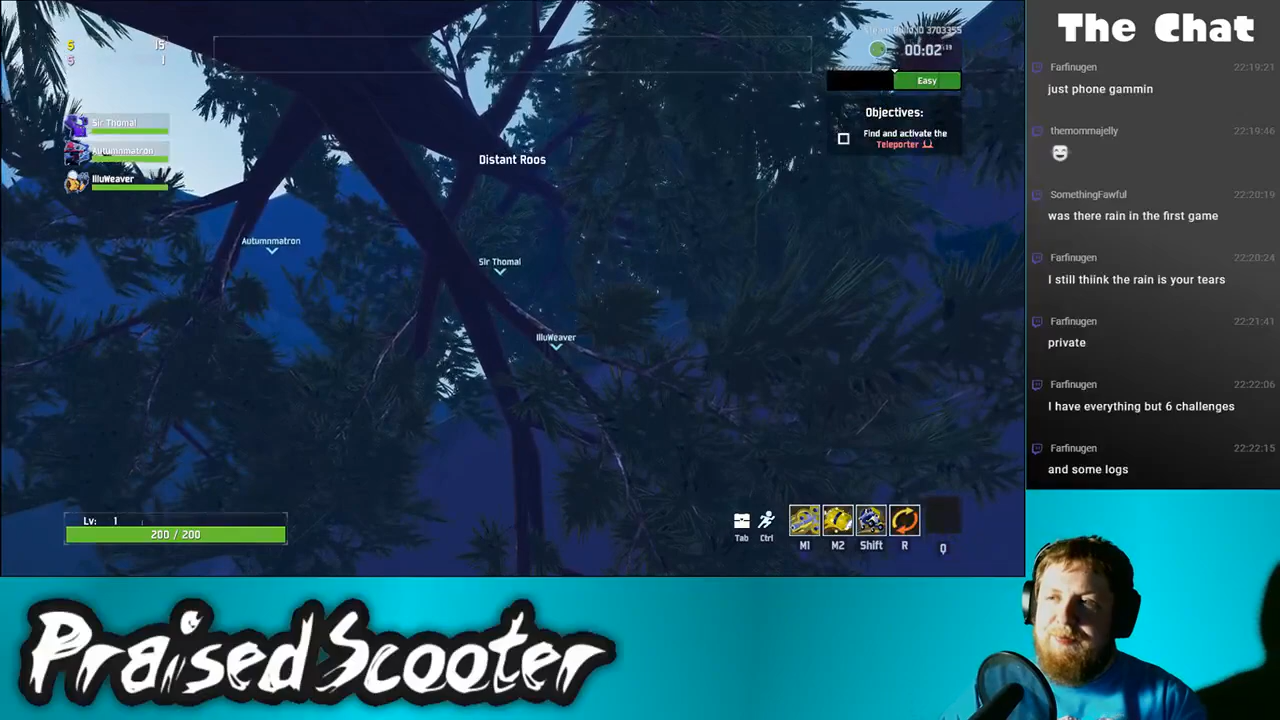 $ 15
$ 1
Sir Thomal
Autumnmatron
IlluWeaver
Distant Roos
00:02
Easy
Objectives:
Find and activate the
Teleporter
Autumnmatron
Sir Thomal
IlluWeaver
Lv: 1
200 / 200
Tab Ctrl M1 M2 Shift R Q
PraisedScooter
The Chat
Farfinugen 22:19:21
just phone gammin
themommajelly 22:19:46
SomethingFawful 22:20:19
was there rain in the first game
Farfinugen 22:20:24
I still thiink the rain is your tears
Farfinugen 22:21:41
private
Farfinugen 22:22:06
I have everything but 6 challenges
Farfinugen 22:22:15
and some logs